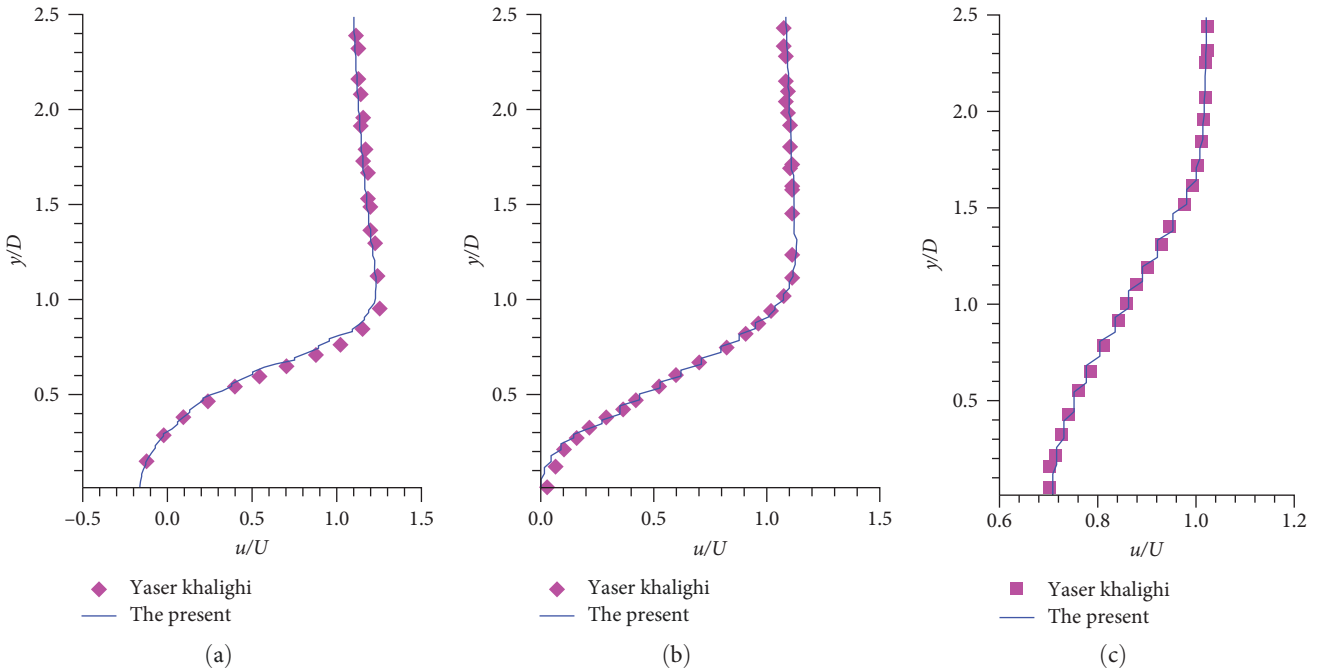 2.5
2.0
1.5
1.0
0.5
y/D
−0.5 0.0 0.5 1.0 1.5
u/U
Yaser khalighi
The present
(a)
2.5
2.0
1.5
1.0
0.5
y/D
0.0 0.5 1.0 1.5
u/U
Yaser khalighi
The present
(b)
2.5
2.0
1.5
1.0
0.5
y/D
0.6 0.8 1.0 1.2
u/U
Yaser khalighi
The present
(c)